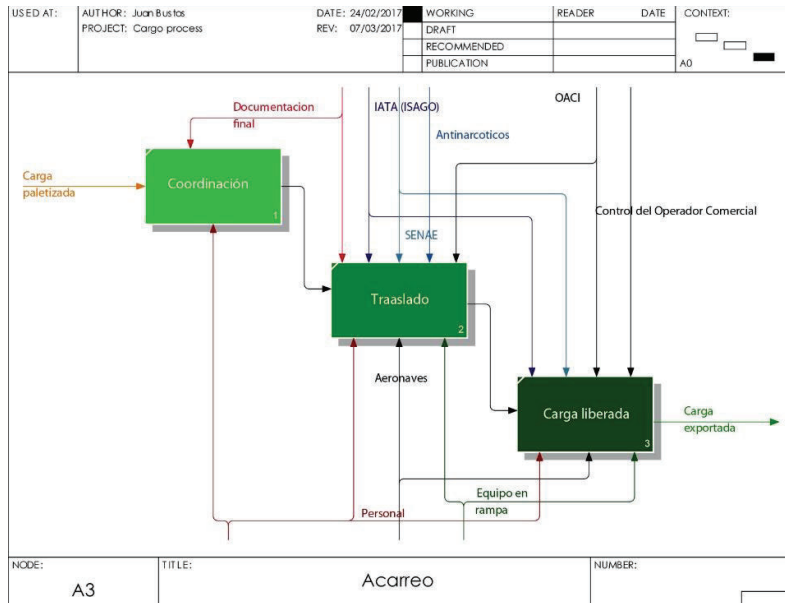 USED AT:
AUTHOR: Juan Bustos
DATE: 24/02/2017
WORKING
READER
DATE
CONTEXT:
PROJECT: Cargo process
REV: 07/03/2017
DRAFT
RECOMMENDED
PUBLICATION
A0
Documentacion
final
IATA (ISAGO)
OACI
Antinarcoticos
Carga
paletizada
Coordinación
1
Control del Operador Comercial
SENAE
Traaslado
2
Aeronaves
Carga liberada
3
Carga
exportada
Equipo en
rampa
Personal
NODE:
A3
TITLE:
Acarreo
NUMBER: